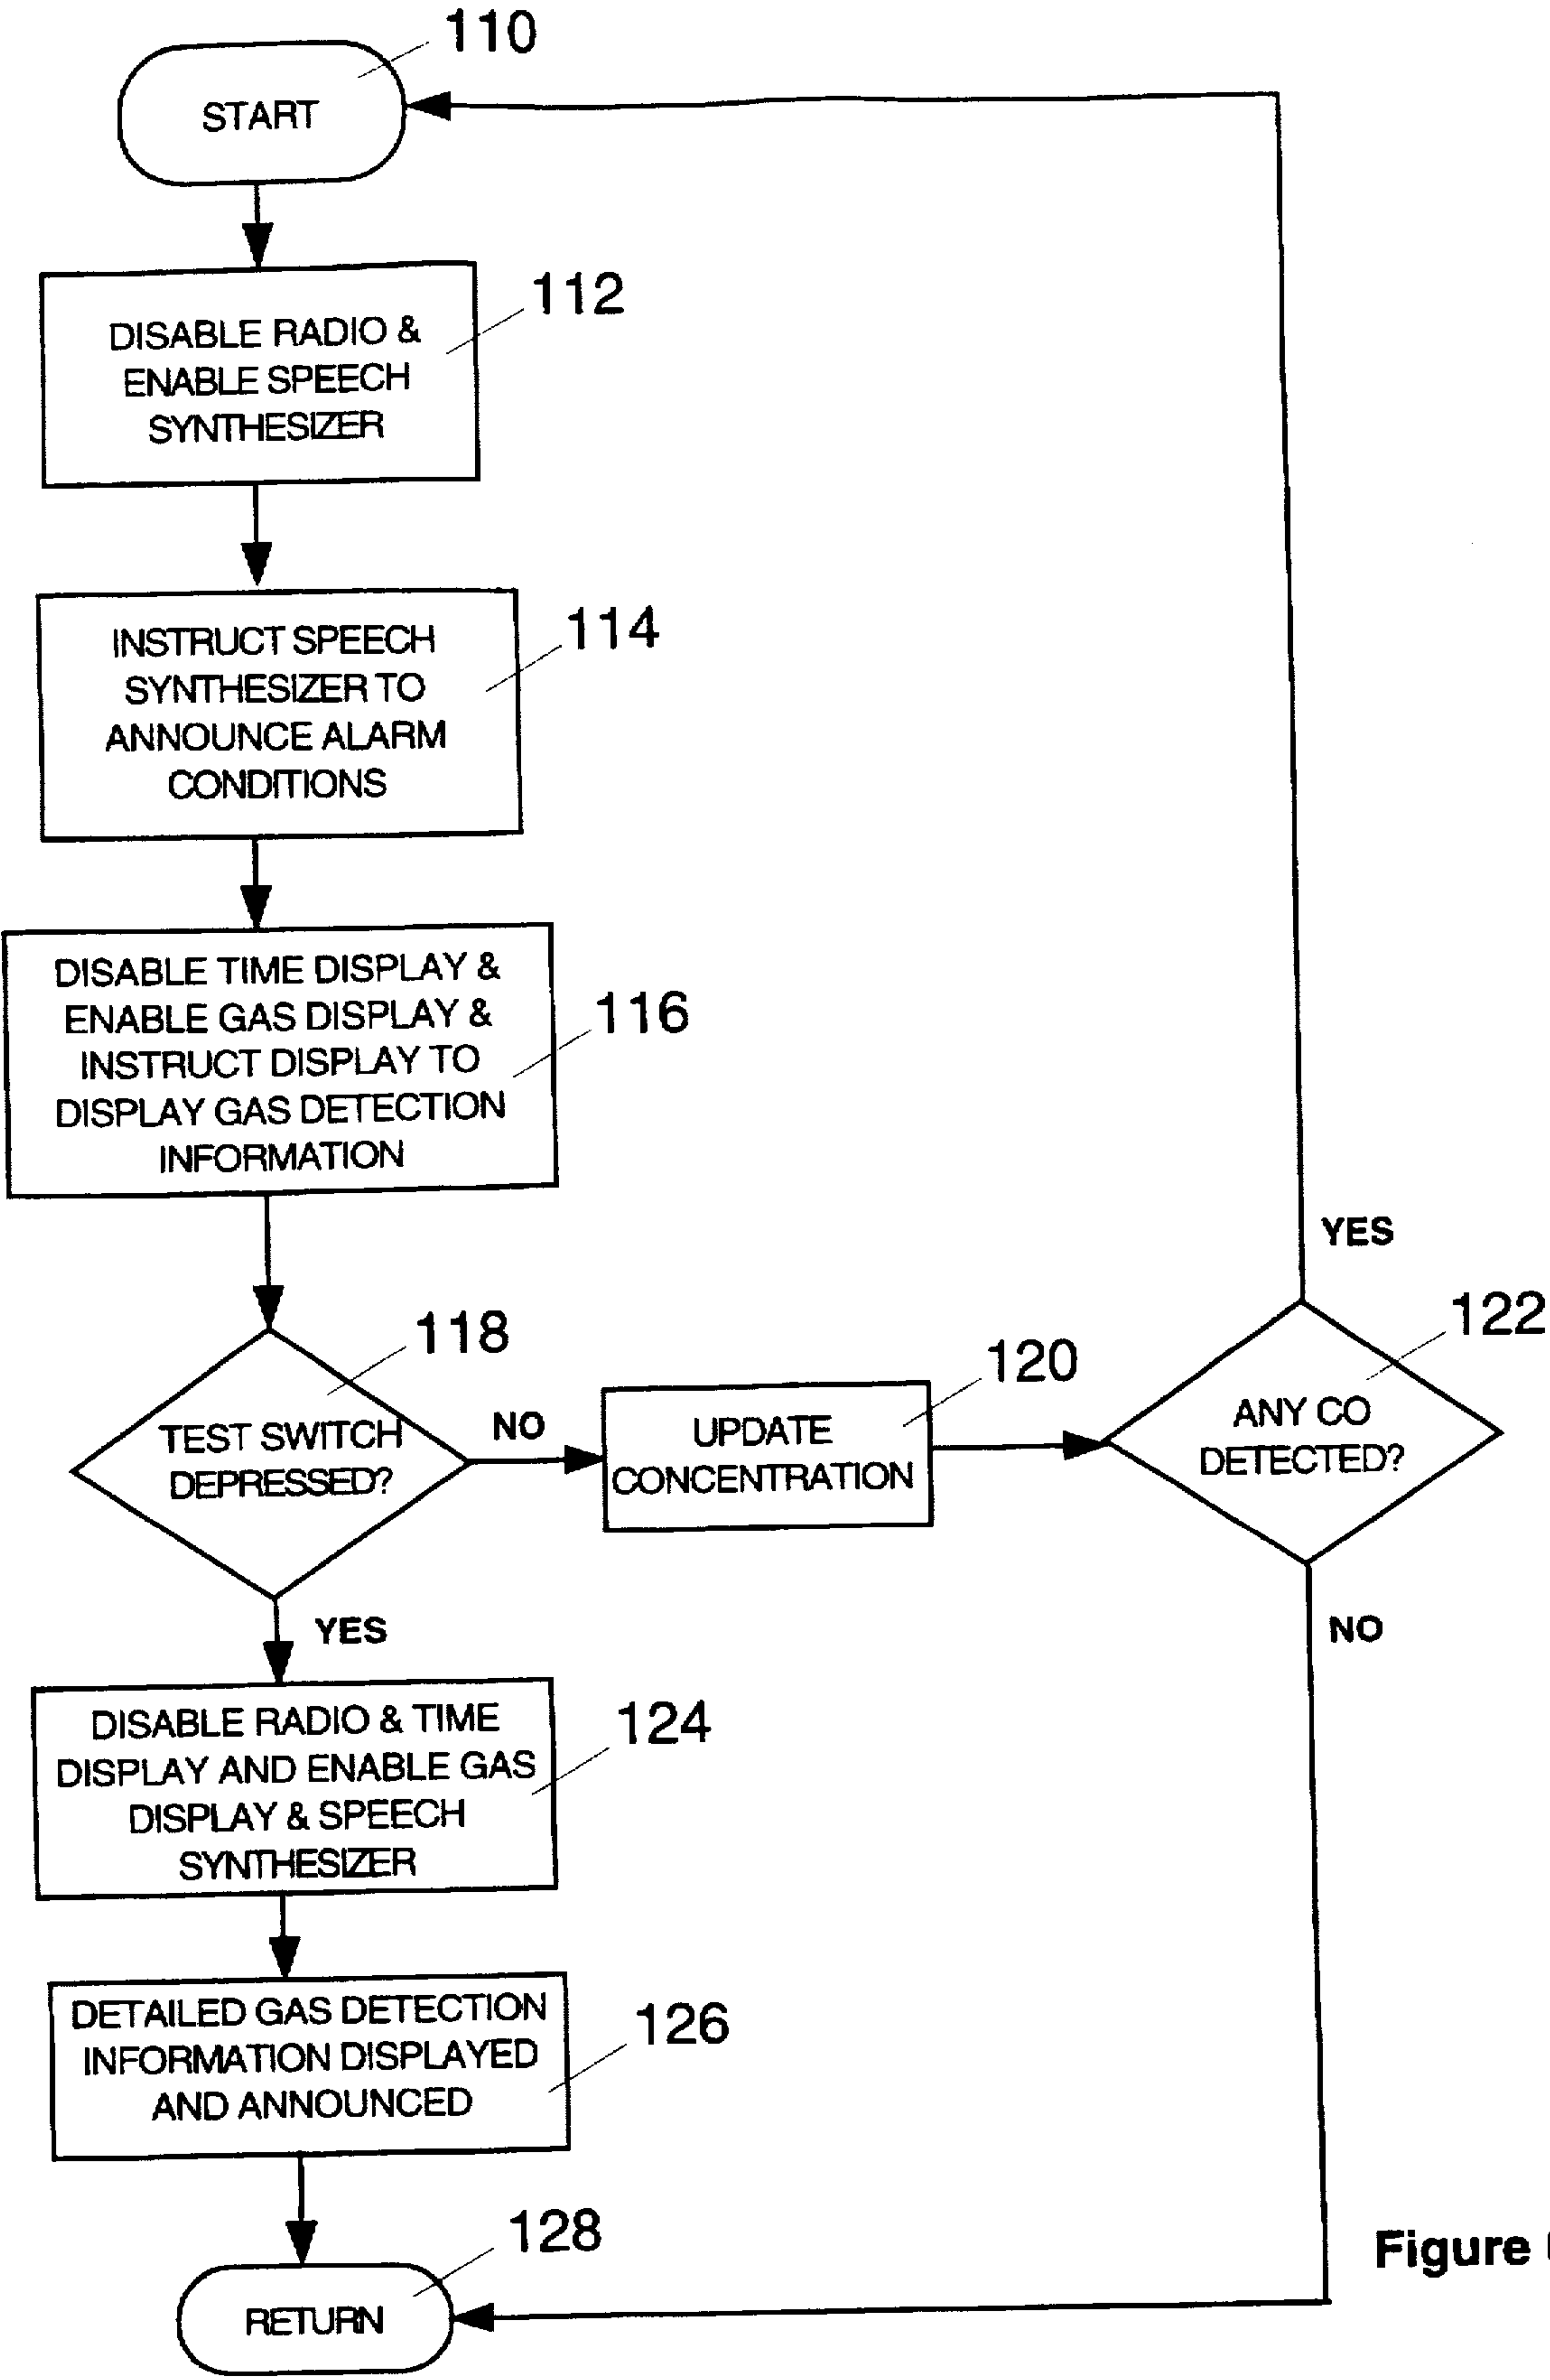 110
START
112
DISABLE RADIO &
ENABLE SPEECH
SYNTHESIZER
114
INSTRUCT SPEECH
SYNTHESIZER TO
ANNOUNCE ALARM
CONDITIONS
116
DISABLE TIME DISPLAY &
ENABLE GAS DISPLAY &
INSTRUCT DISPLAY TO
DISPLAY GAS DETECTION
INFORMATION
118
TEST SWITCH
DEPRESSED?
NO
120
UPDATE
CONCENTRATION
YES
122
ANY CO
DETECTED?
NO
YES
124
DISABLE RADIO & TIME
DISPLAY AND ENABLE GAS
DISPLAY & SPEECH
SYNTHESIZER
126
DETAILED GAS DETECTION
INFORMATION DISPLAYED
AND ANNOUNCED
128
RETURN
Figure